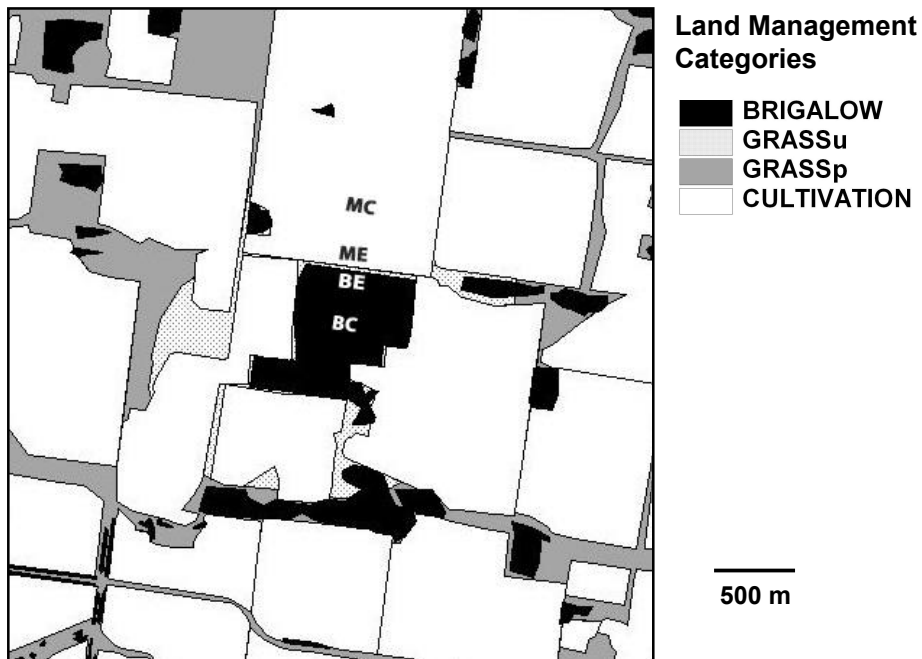 Land Management
Categories
BRIGALOW
GRASSu
GRASSp
CULTIVATION
MC
ME
BE
BC
500 m